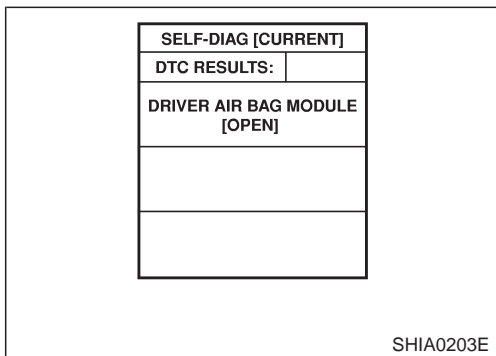 SELF-DIAG [CURRENT]
DTC RESULTS:
DRIVER AIR BAG MODULE
[OPEN]
SHIA0203E